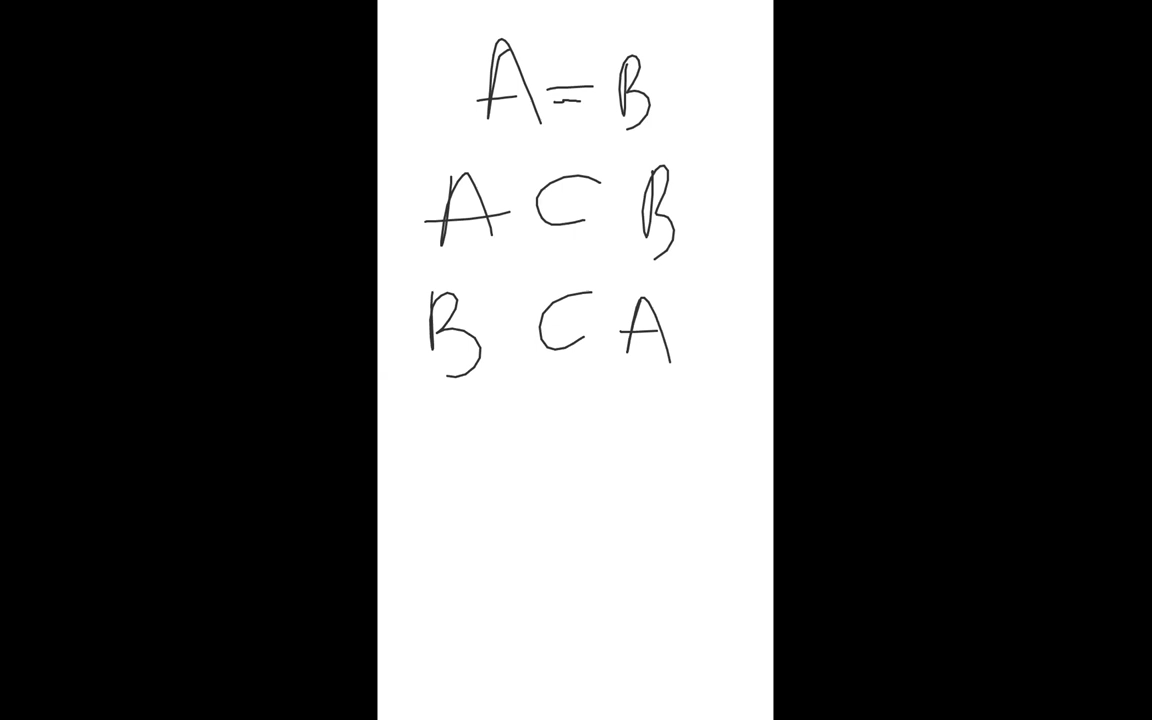 A = B
A ⊂ B
B ⊂ A